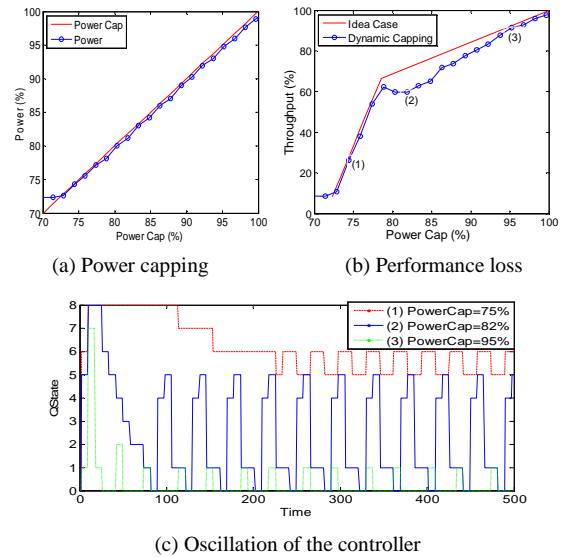 100
95
90
85
80
75
70
Power (%)
Power Cap
Power
70 75 80 85 90 95 100
Power Cap (%)
(a) Power capping
100
80
60
40
20
0
Throughput (%)
Idea Case
Dynamic Capping
(1)
(2)
(3)
70 75 80 85 90 95 100
Power Cap (%)
(b) Performance loss
8
7
6
5
4
3
2
1
0
QState
(1) PowerCap=75%
(2) PowerCap=82%
(3) PowerCap=95%
0 100 200 300 400 500
Time
(c) Oscillation of the controller